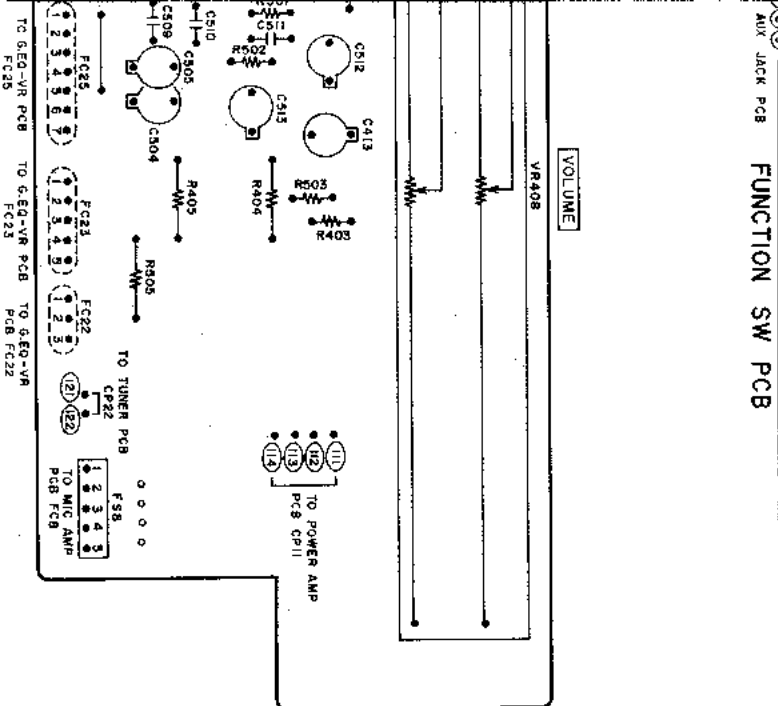 AUX JACK PCB
FUNCTION SW PCB
VOLUME
VR408
C509
C510
C511
R502
C505
C504
C512
C513
C413
R405
R404
R503
R403
R505
TO G.EQ-VR PCB
FC25
FC25
1 2 3 4 5 6 7
TO G.EQ-VR PCB
FC23
FC23
1 2 3 4 5
TO G.EQ-VR
PCB FC22
FC22
1 2 3
TO TUNER PCB
CP22
121 122
FS8
1 2 3 4 5
TO MIC AMP
PCB FC8
114 113 112 111
TO POWER AMP
PCB CP11